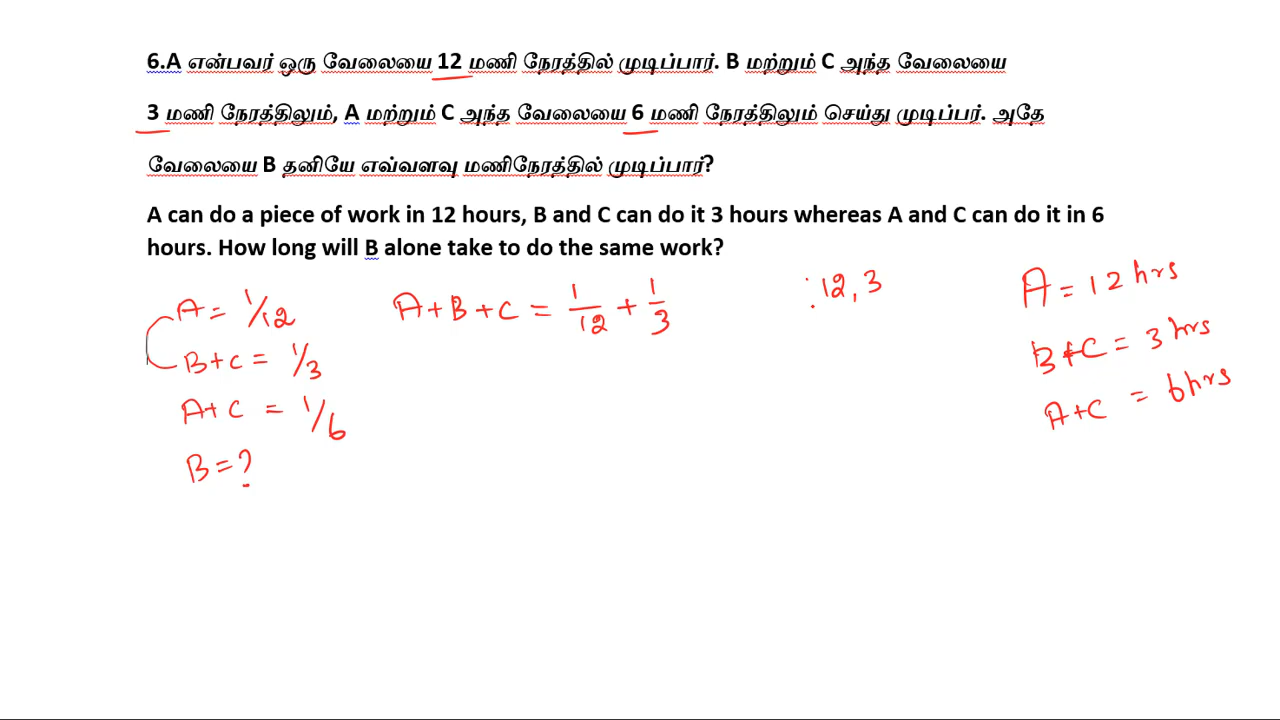 6.A என்பவர் ஒரு வேலையை 12 மணி நேரத்தில் முடிப்பார். B மற்றும் C அந்த வேலையை
3 மணி நேரத்திலும், A மற்றும் C அந்த வேலையை 6 மணி நேரத்திலும் செய்து முடிப்பர். அதே
வேலையை B தனியே எவ்வளவு மணிநேரத்தில் முடிப்பார்?
A can do a piece of work in 12 hours, B and C can do it 3 hours whereas A and C can do it in 6
hours. How long will B alone take to do the same work?
A = 1/12
B+C = 1/3
A+C = 1/6
B = ?
A+B+C = 1/12 + 1/3
12, 3
A = 12 hrs
B+C = 3 hrs
A+C = 6hrs